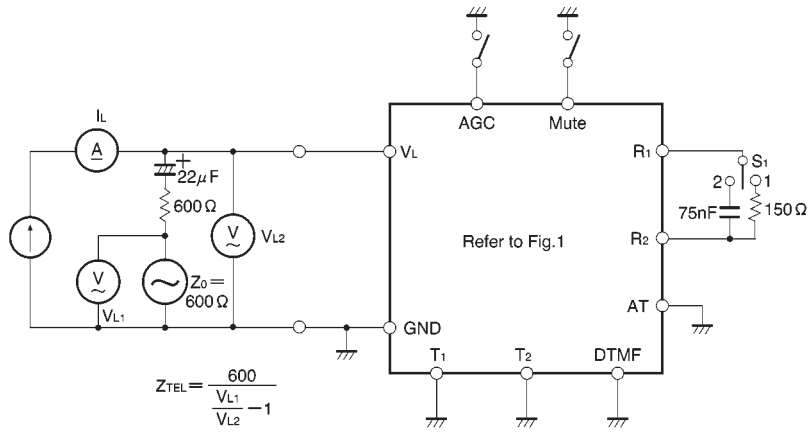 IL
A
AGC
Mute
VL
22μF
600Ω
V
VL2
V
VL1
Z0=
600Ω
R1
S1
2
1
75nF
150Ω
R2
Refer to Fig.1
AT
GND
T1
T2
DTMF
ZTEL= 600
VL1
VL2 −1